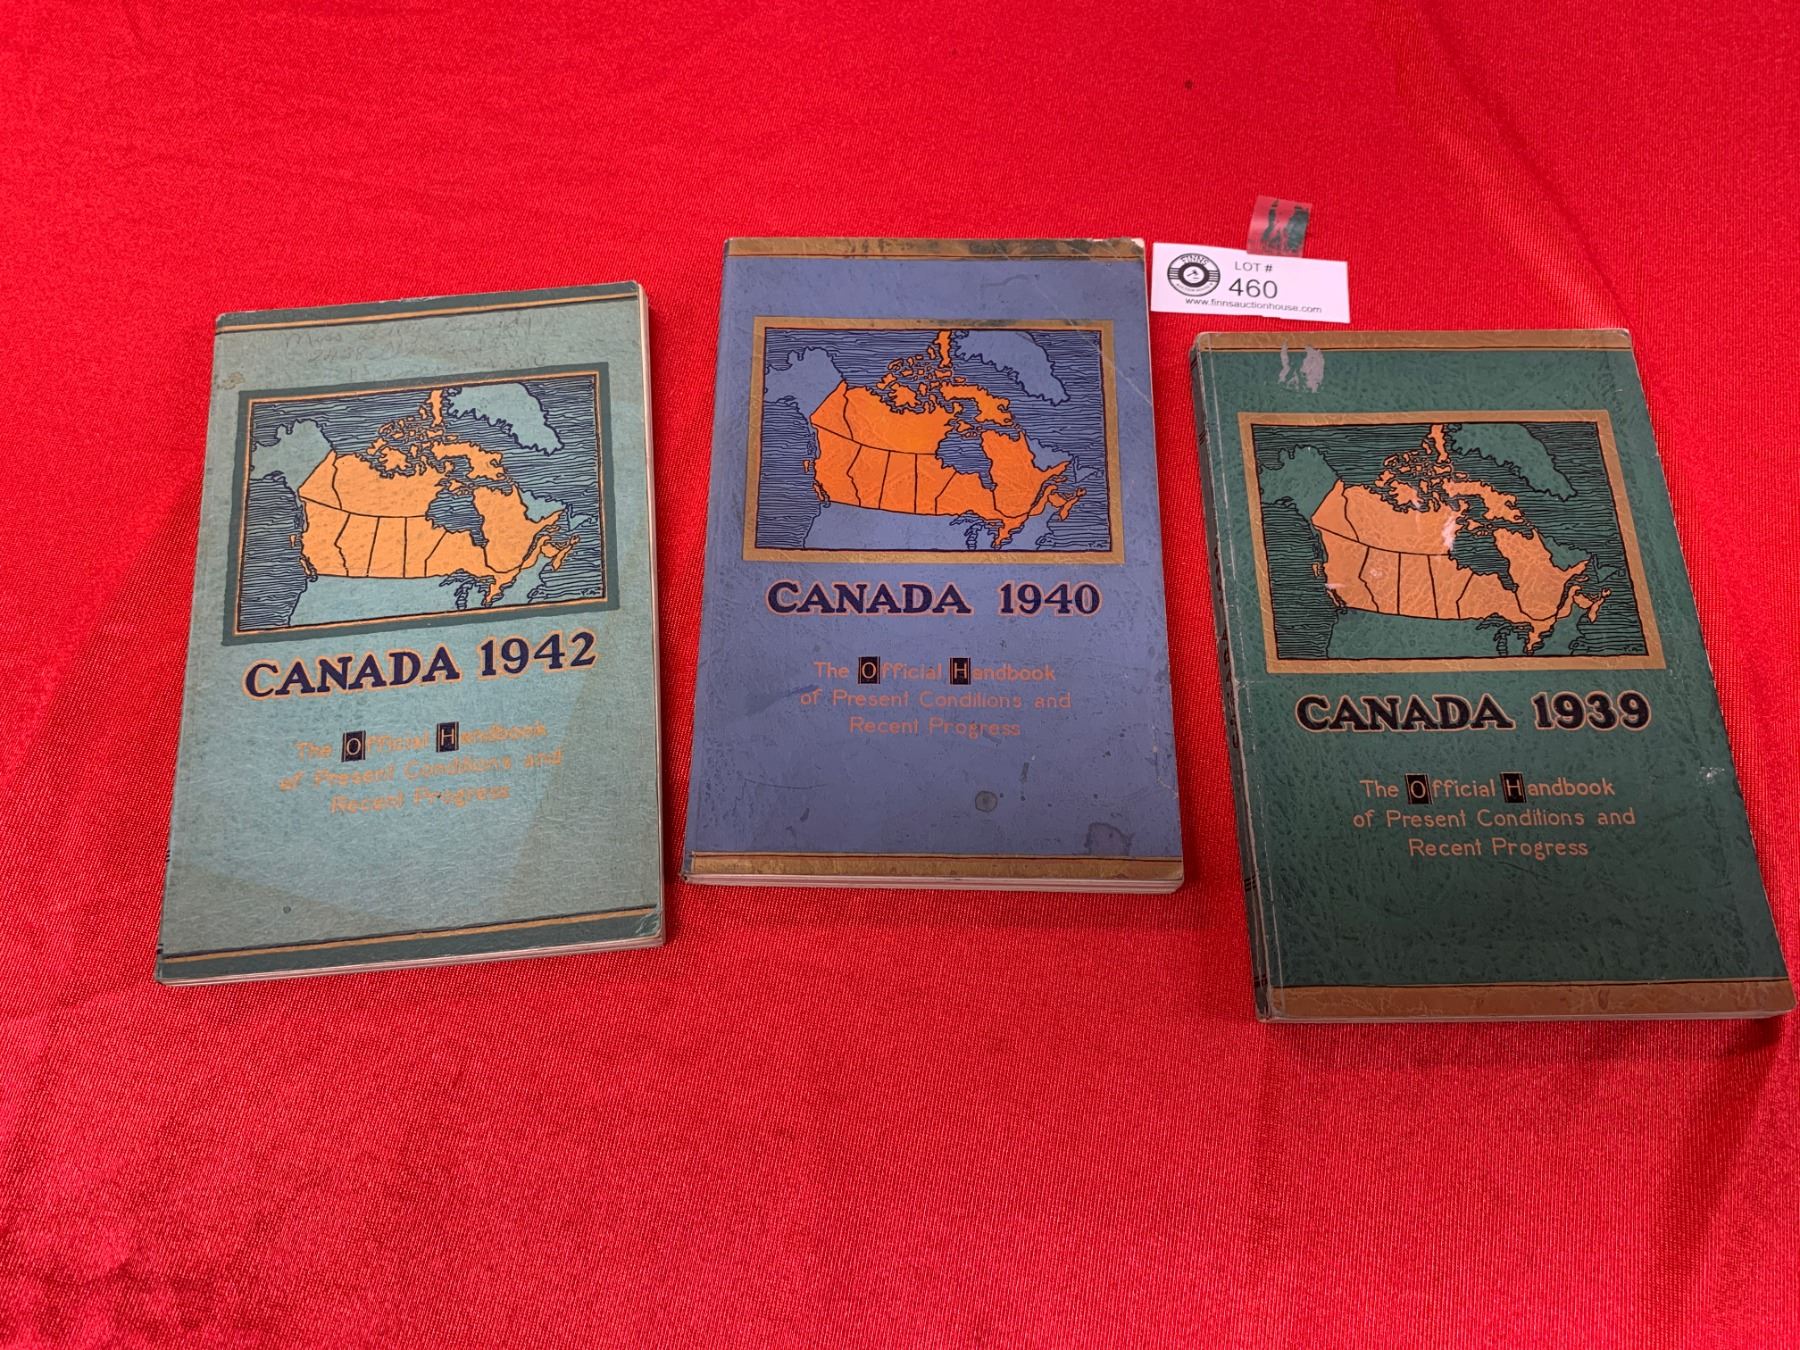 Miss
CANADA 1942
The Official Handbook
of Present Conditions and
Recent Progress
CANADA 1940
The Official Handbook
of Present Conditions and
Recent Progress
FINNS
LOT #
460
www.finnsauctionhouse.com
CANADA 1939
The Official Handbook
of Present Conditions and
Recent Progress